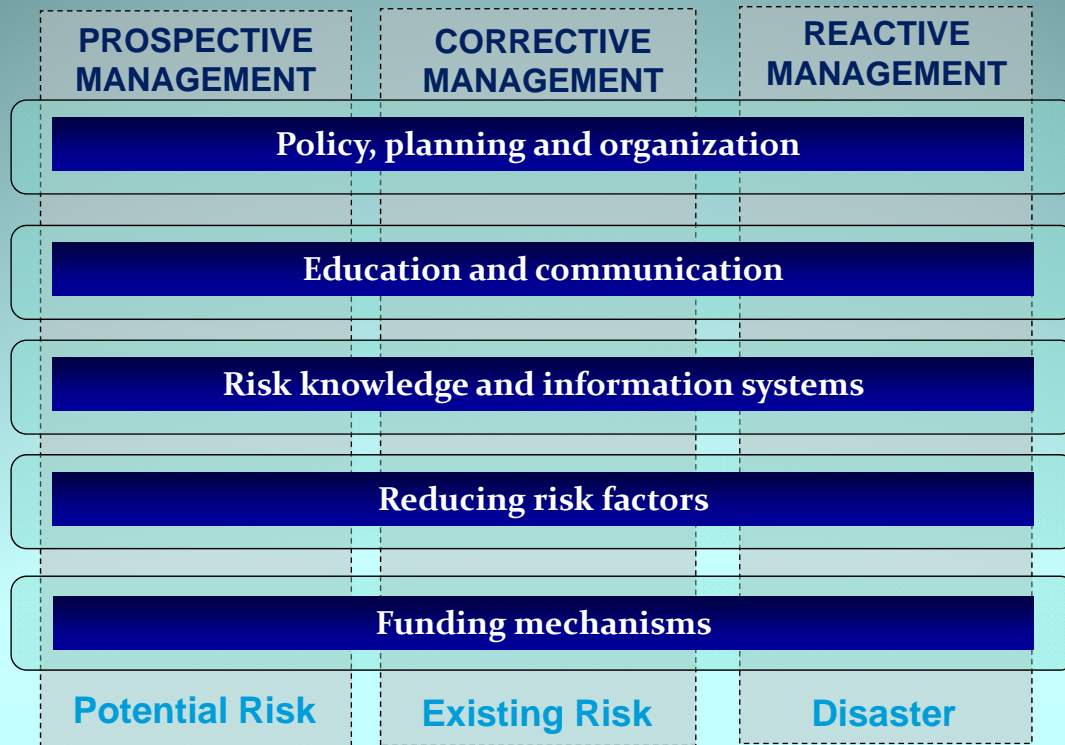 PROSPECTIVE
MANAGEMENT
CORRECTIVE
MANAGEMENT
REACTIVE
MANAGEMENT
Policy, planning and organization
Education and communication
Risk knowledge and information systems
Reducing risk factors
Funding mechanisms
Potential Risk
Existing Risk
Disaster